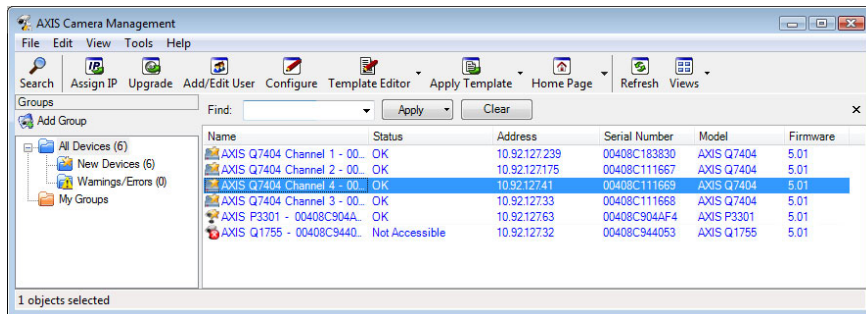 AXIS Camera Management
File Edit View Tools Help
Search Assign IP Upgrade Add/Edit User Configure Template Editor Apply Template Home Page Refresh Views
Groups
Add Group
All Devices (6)
New Devices (6)
Warnings/Errors (0)
My Groups
Find: Apply Clear
Name Status Address Serial Number Model Firmware
AXIS Q7404 Channel 1 - 00... OK 10.92.127.239 00408C183830 AXIS Q7404 5.01
AXIS Q7404 Channel 2 - 00... OK 10.92.127.175 00408C111667 AXIS Q7404 5.01
AXIS Q7404 Channel 4 - 00... OK 10.92.127.41 00408C111669 AXIS Q7404 5.01
AXIS Q7404 Channel 3 - 00... OK 10.92.127.33 00408C111668 AXIS Q7404 5.01
AXIS P3301 - 00408C904A... OK 10.92.127.63 00408C904AF4 AXIS P3301 5.01
AXIS Q1755 - 00408C9440... Not Accessible 10.92.127.32 00408C944053 AXIS Q1755 5.01
1 objects selected